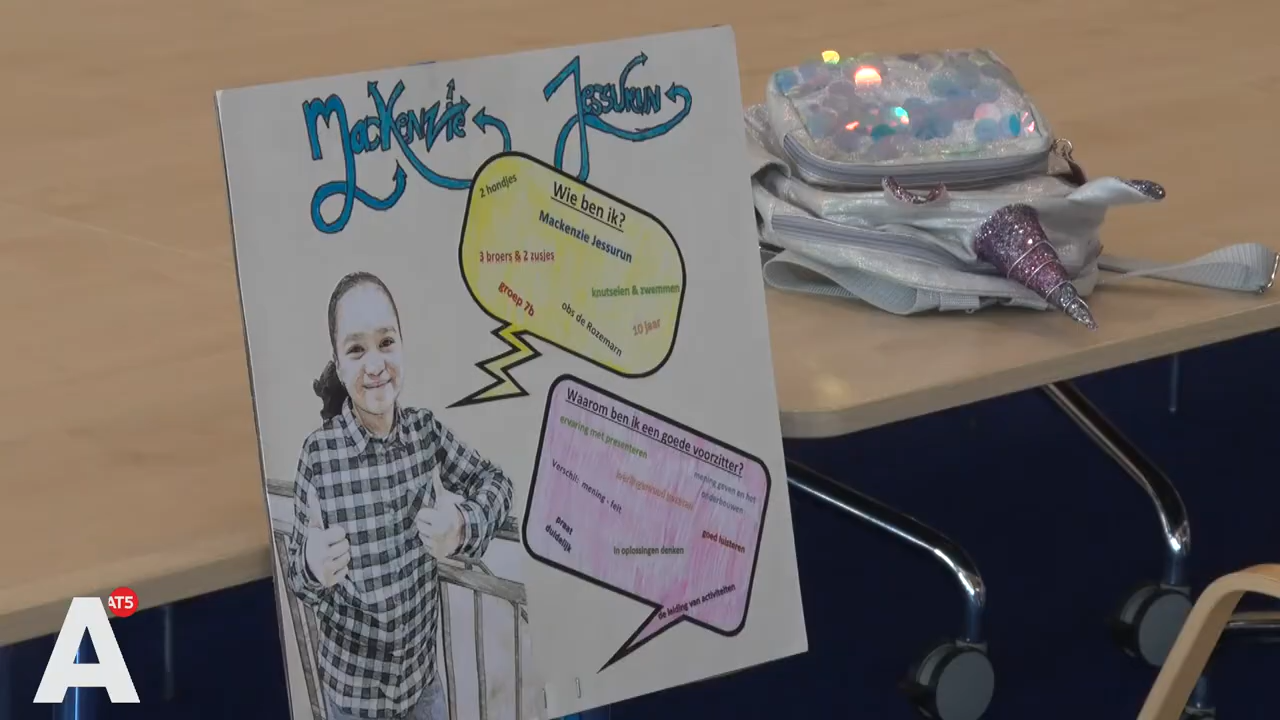 Mackenzie Jessurun
2 hondjes
Wie ben ik?
Mackenzie Jessurun
3 broers & 2 zusjes
knutselen & zwemmen
groep 7b
obs de Rozemarn
10 jaar
Waarom ben ik een goede voorzitter?
ervaring met presenteren
Verschil: mening - feit
mening geven en het
onderbouwen
praat
duidelijk
In oplossingen denken
goed luisteren
de leiding van activiteiten
A
AT5